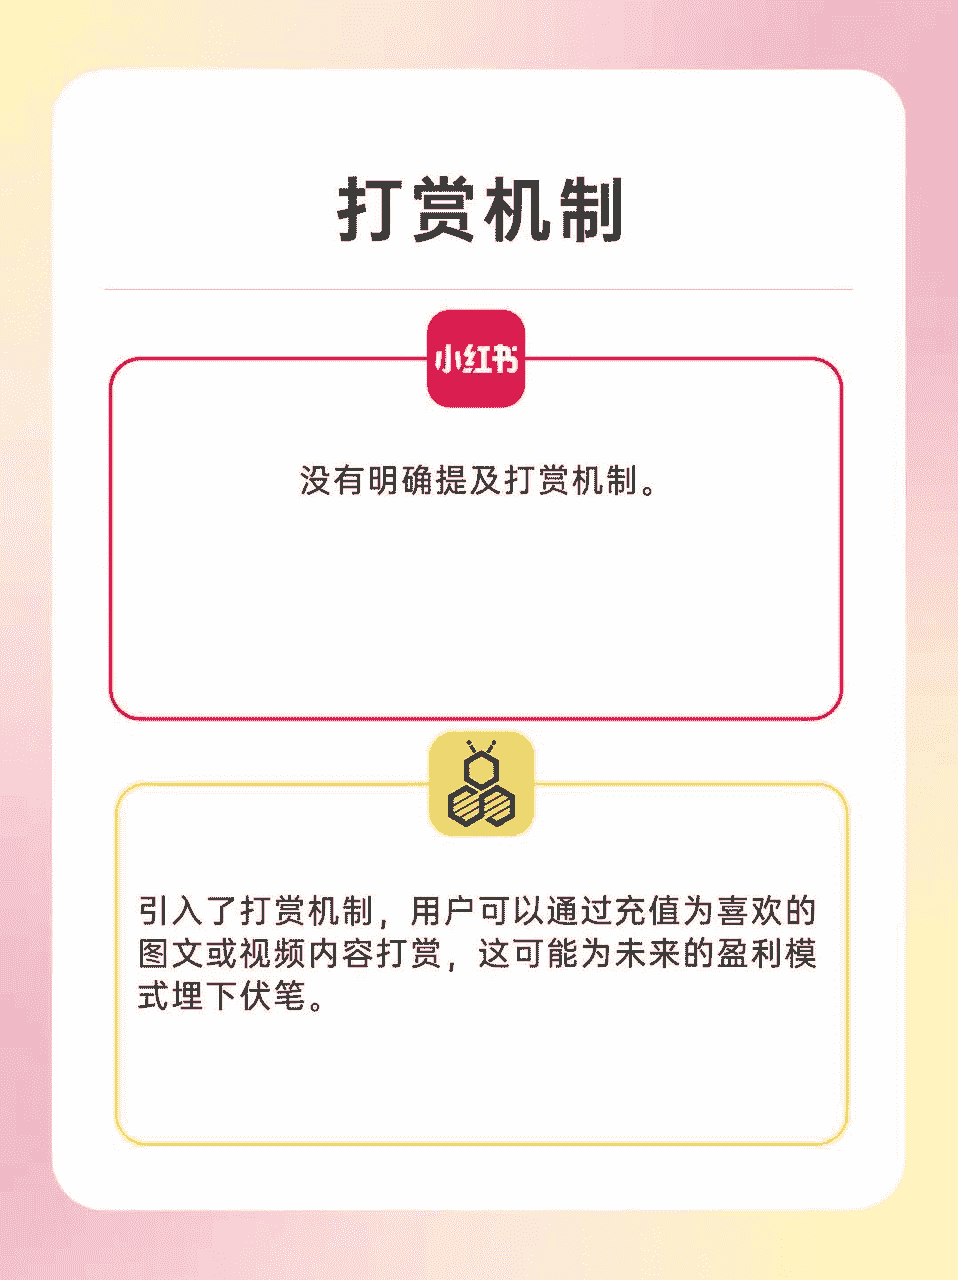 打赏机制
小红书
没有明确提及打赏机制。
引入了打赏机制，用户可以通过充值为喜欢的
图文或视频内容打赏，这可能为未来的盈利模
式埋下伏笔。